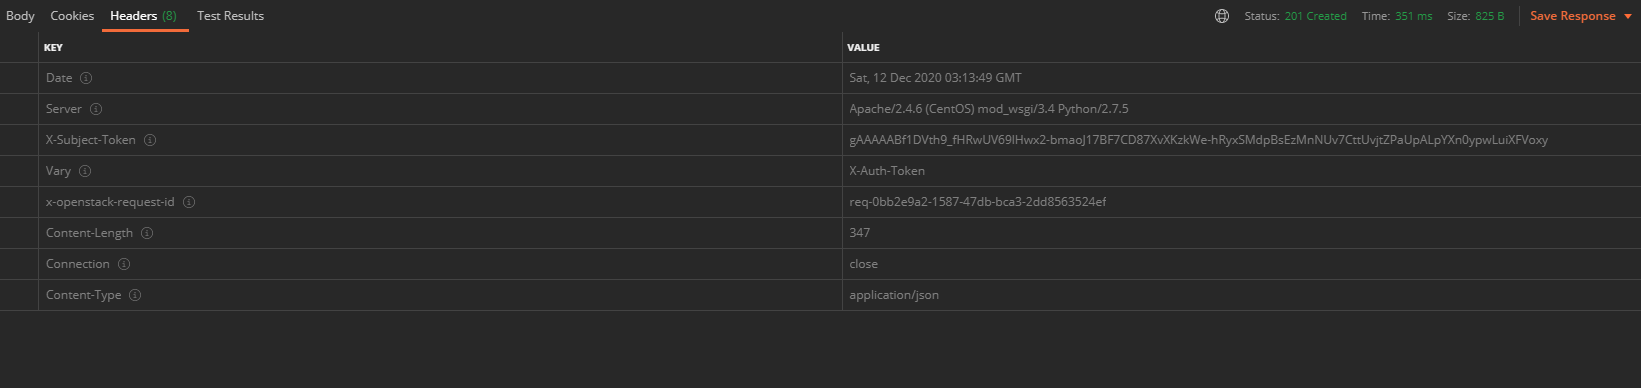 Body Cookies Headers (8) Test Results Status: 201 Created Time: 351 ms Size: 825 B Save Response
KEY VALUE
Date Sat, 12 Dec 2020 03:13:49 GMT
Server Apache/2.4.6 (CentOS) mod_wsgi/3.4 Python/2.7.5
X-Subject-Token gAAAAABf1DVth9_fHRwUV69IHwx2-bmaoJ17BF7CD87XvXKzkWe-hRyxSMdpBsEzMnNUv7CttUvjtZPaUpALpYXn0ypwLuiXFVoxy
Vary X-Auth-Token
x-openstack-request-id req-0bb2e9a2-1587-47db-bca3-2dd8563524ef
Content-Length 347
Connection close
Content-Type application/json